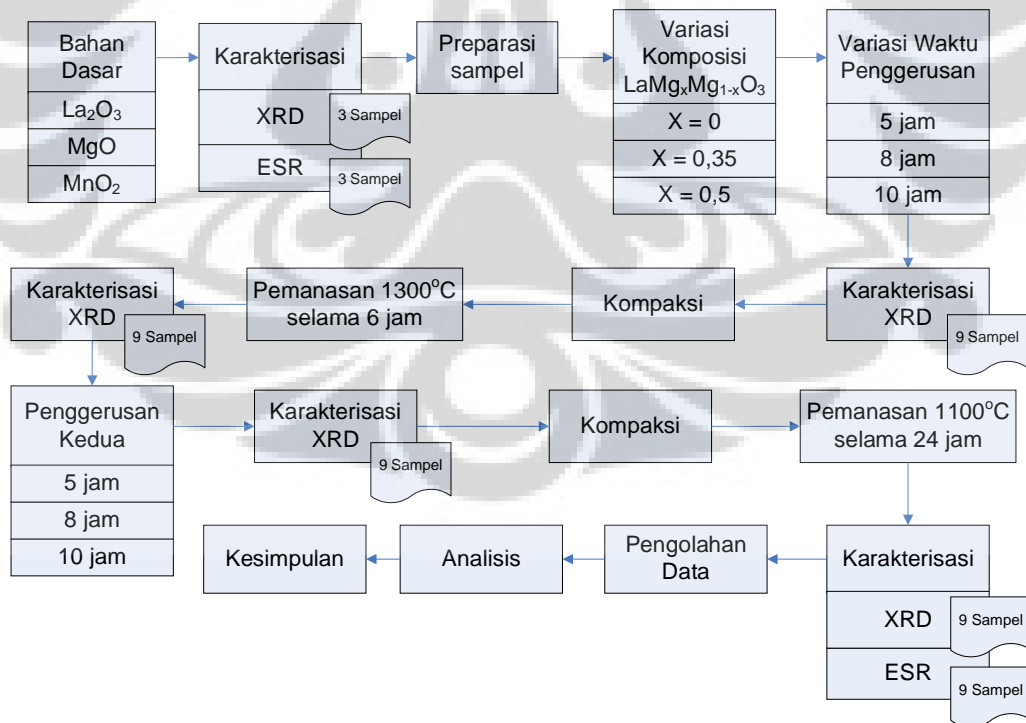 Bahan
Dasar
La₂O₃
MgO
MnO₂
Karakterisasi
XRD
3 Sampel
ESR
3 Sampel
Preparasi
sampel
Variasi
Komposisi
LaMgₓMg₁₋ₓO₃
X = 0
X = 0,35
X = 0,5
Variasi Waktu
Penggerusan
5 jam
8 jam
10 jam
Karakterisasi
XRD
9 Sampel
Kompaksi
Pemanasan 1300°C
selama 6 jam
Karakterisasi
XRD
9 Sampel
Penggerusan
Kedua
5 jam
8 jam
10 jam
Karakterisasi
XRD
9 Sampel
Kompaksi
Pemanasan 1100°C
selama 24 jam
Karakterisasi
XRD
9 Sampel
ESR
9 Sampel
Pengolahan
Data
Analisis
Kesimpulan